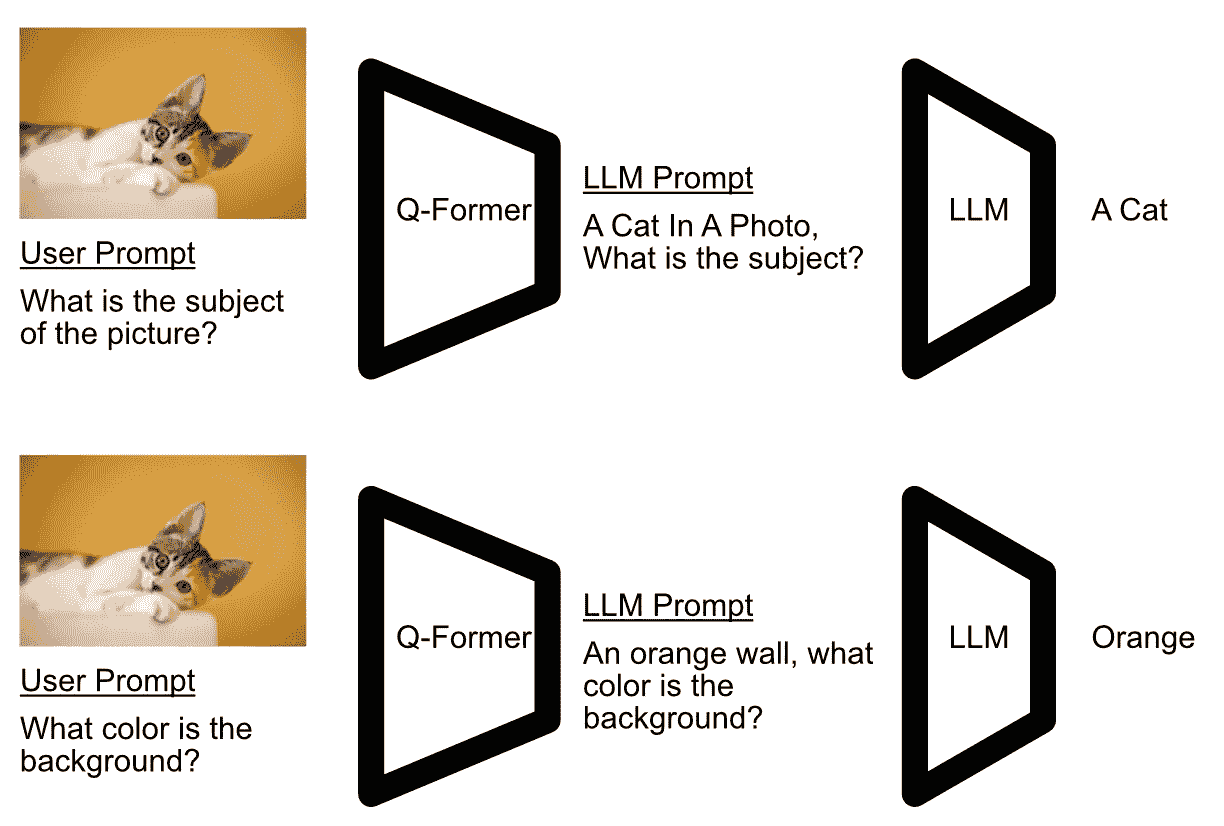 User Prompt
What is the subject
of the picture?
Q-Former
LLM Prompt
A Cat In A Photo,
What is the subject?
LLM
A Cat
User Prompt
What color is the
background?
Q-Former
LLM Prompt
An orange wall, what
color is the
background?
LLM
Orange